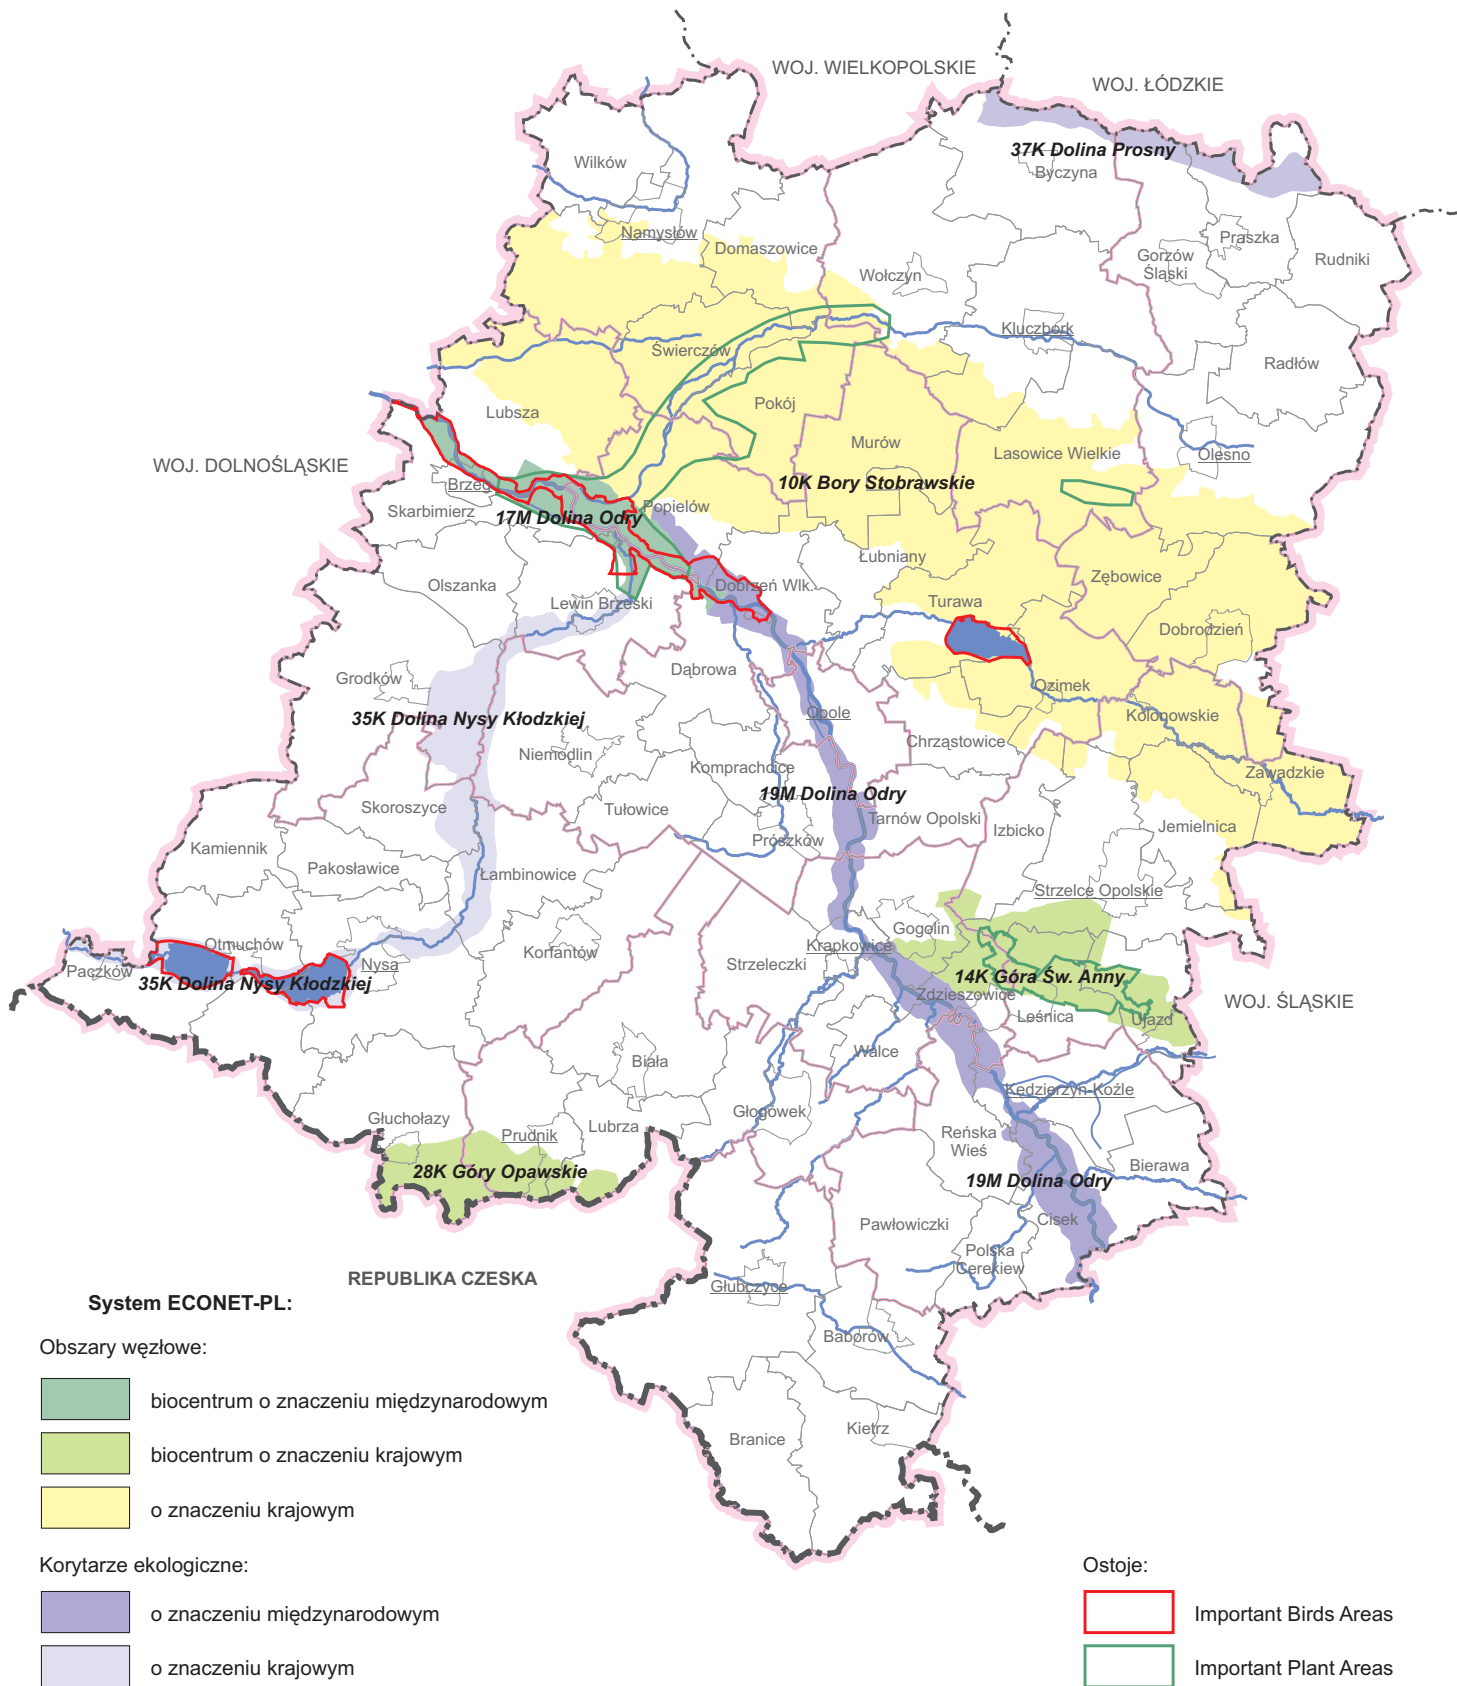 WOJ. WIELKOPOLSKIE
WOJ. ŁÓDZKIE
37K Dolina Prosny
Wilków
Byczyna
Namysłów
Domaszowice
Praszka
Gorzów
Śląski
Rudniki
Wołczyn
Kluczbork
Świerczów
Radłów
Lubsza
Pokój
Murów
Lasowice Wielkie
Olesno
WOJ. DOLNOŚLĄSKIE
Brzeg
10K Bory Stobrawskie
Skarbimierz
17M Dolina Odry
Popielów
Łubniany
Olszanka
Zębowice
Dobrzeń Wlk.
Lewin Brzeski
Turawa
Dobrodzień
Grodków
Dąbrowa
Ozimek
35K Dolina Nysy Kłodzkiej
Opole
Kolonowskie
Niemodlin
Chrząstowice
Komprachcice
Zawadzkie
19M Dolina Odry
Skoroszyce
Tułowice
Tarnów Opolski
Izbicko
Jemielnica
Prószków
Kamiennik
Pakosławice
Łambinowice
Strzelce Opolskie
Gogolin
Otmuchów
Korfantów
Krapkowice
Nysa
Strzeleczki
Paczków
35K Dolina Nysy Kłodzkiej
14K Góra Św. Anny
Zdzieszowice
WOJ. ŚLĄSKIE
Leśnica
Ujazd
Walce
Biała
Kędzierzyn-Koźle
Głogówek
Głuchołazy
Lubrza
Prudnik
Reńska
Wieś
Bierawa
28K Góry Opawskie
19M Dolina Odry
Pawłowiczki
Cisek
Polska
Cerekiew
REPUBLIKA CZESKA
Głubczyce
Baborów
Kietrz
Branice
System ECONET-PL:
Obszary węzłowe:
biocentrum o znaczeniu międzynarodowym
biocentrum o znaczeniu krajowym
o znaczeniu krajowym
Korytarze ekologiczne:
o znaczeniu międzynarodowym
o znaczeniu krajowym
Ostoje:
Important Birds Areas
Important Plant Areas